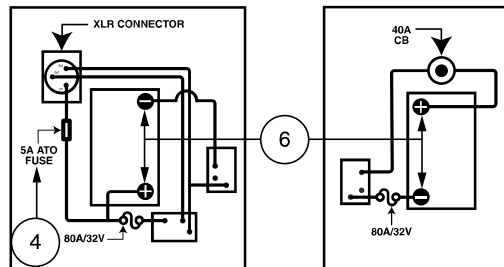 XLR CONNECTOR
40A
CB
5A ATO
FUSE
6
4
80A/32V
80A/32V